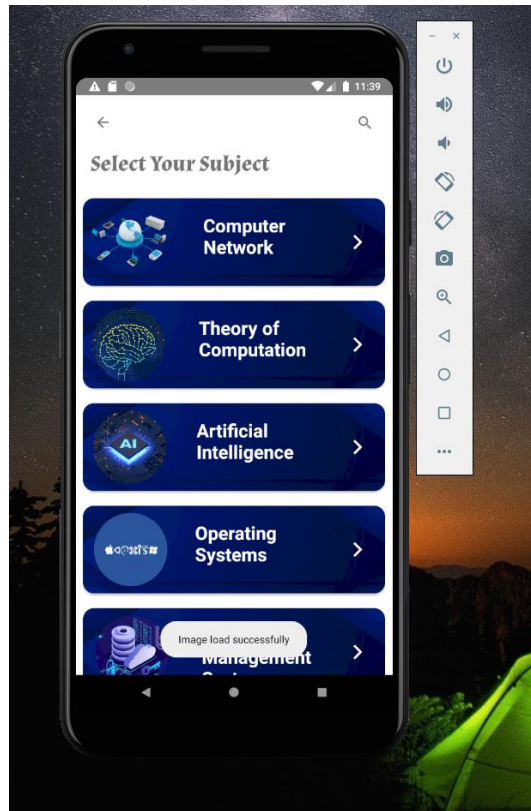 11:39
Select Your Subject
Computer
Network
Theory of
Computation
AI
Artificial
Intelligence
Operating
Systems
Image load successfully
Management